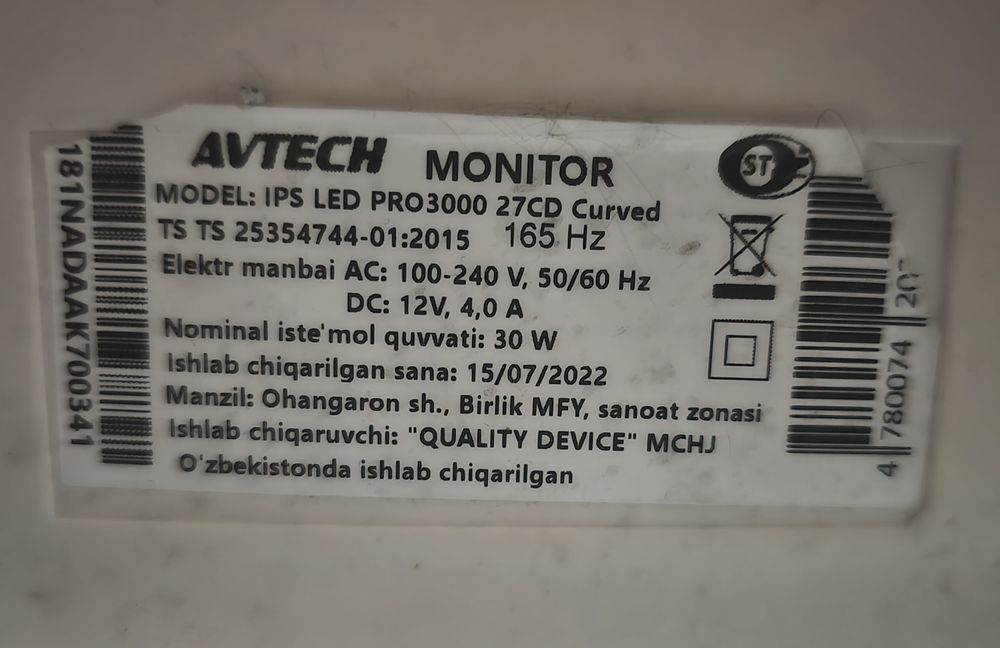 AVTECH MONITOR
MODEL: IPS LED PRO3000 27CD Curved
TS TS 25354744-01:2015 165 Hz
Elektr manbai AC: 100-240 V, 50/60 Hz
DC: 12V, 4,0 A
Nominal iste'mol quvvati: 30 W
Ishlab chiqarilgan sana: 15/07/2022
Manzil: Ohangaron sh., Birlik MFY, sanoat zonasi
Ishlab chiqaruvchi: "QUALITY DEVICE" MCHJ
O'zbekistonda ishlab chiqarilgan
181NADAAK700341
ST
4 780074